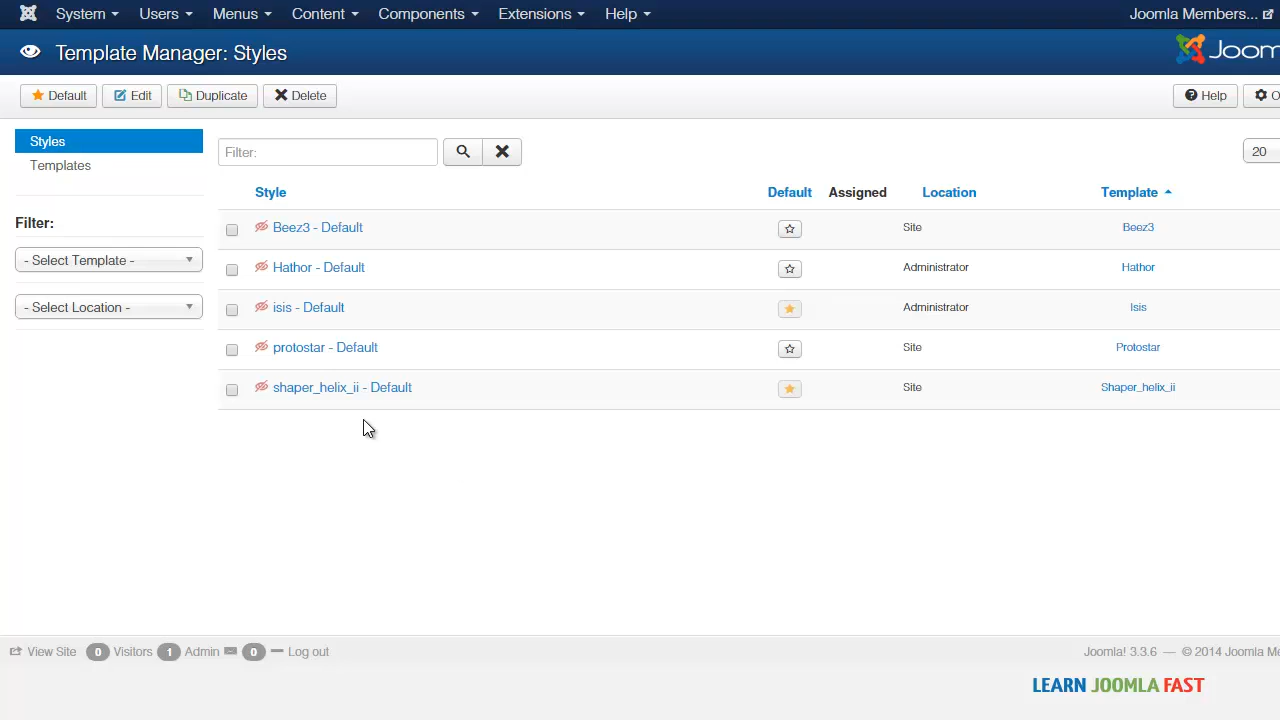 System Users Menus Content Components Extensions Help Joomla Members...
Template Manager: Styles
Default Edit Duplicate Delete Help
Styles
Templates
Filter:
- Select Template -
- Select Location -
Filter: 20
Style Default Assigned Location Template
Beez3 - Default Site Beez3
Hathor - Default Administrator Hathor
isis - Default Administrator Isis
protostar - Default Site Protostar
shaper_helix_ii - Default Site Shaper_helix_ii
View Site 0 Visitors 1 Admin 0 Log out Joomla! 3.3.6 — © 2014 Joomla
LEARN JOOMLA FAST